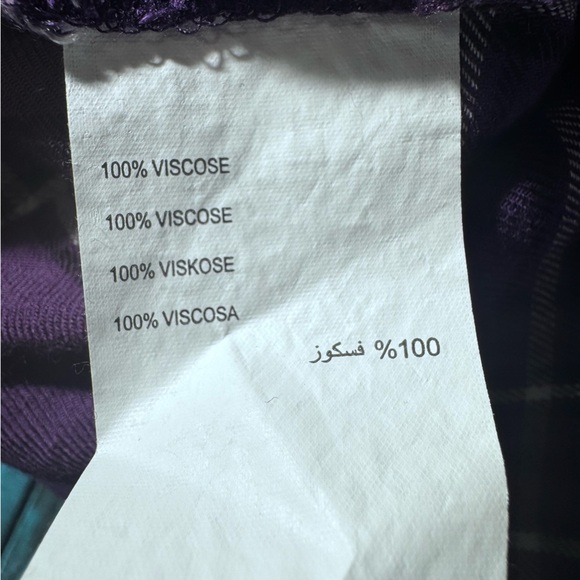 100% VISCOSE
100% VISCOSE
100% VISKOSE
100% VISCOSA
100% فسكوز